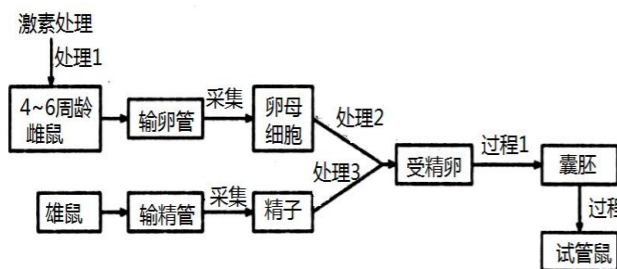 激素处理
处理1
4~6周龄
雌鼠
输卵管
采集
卵母
细胞
处理2
处理3
受精卵
过程1
囊胚
雄鼠
输精管
采集
精子
过程
试管鼠